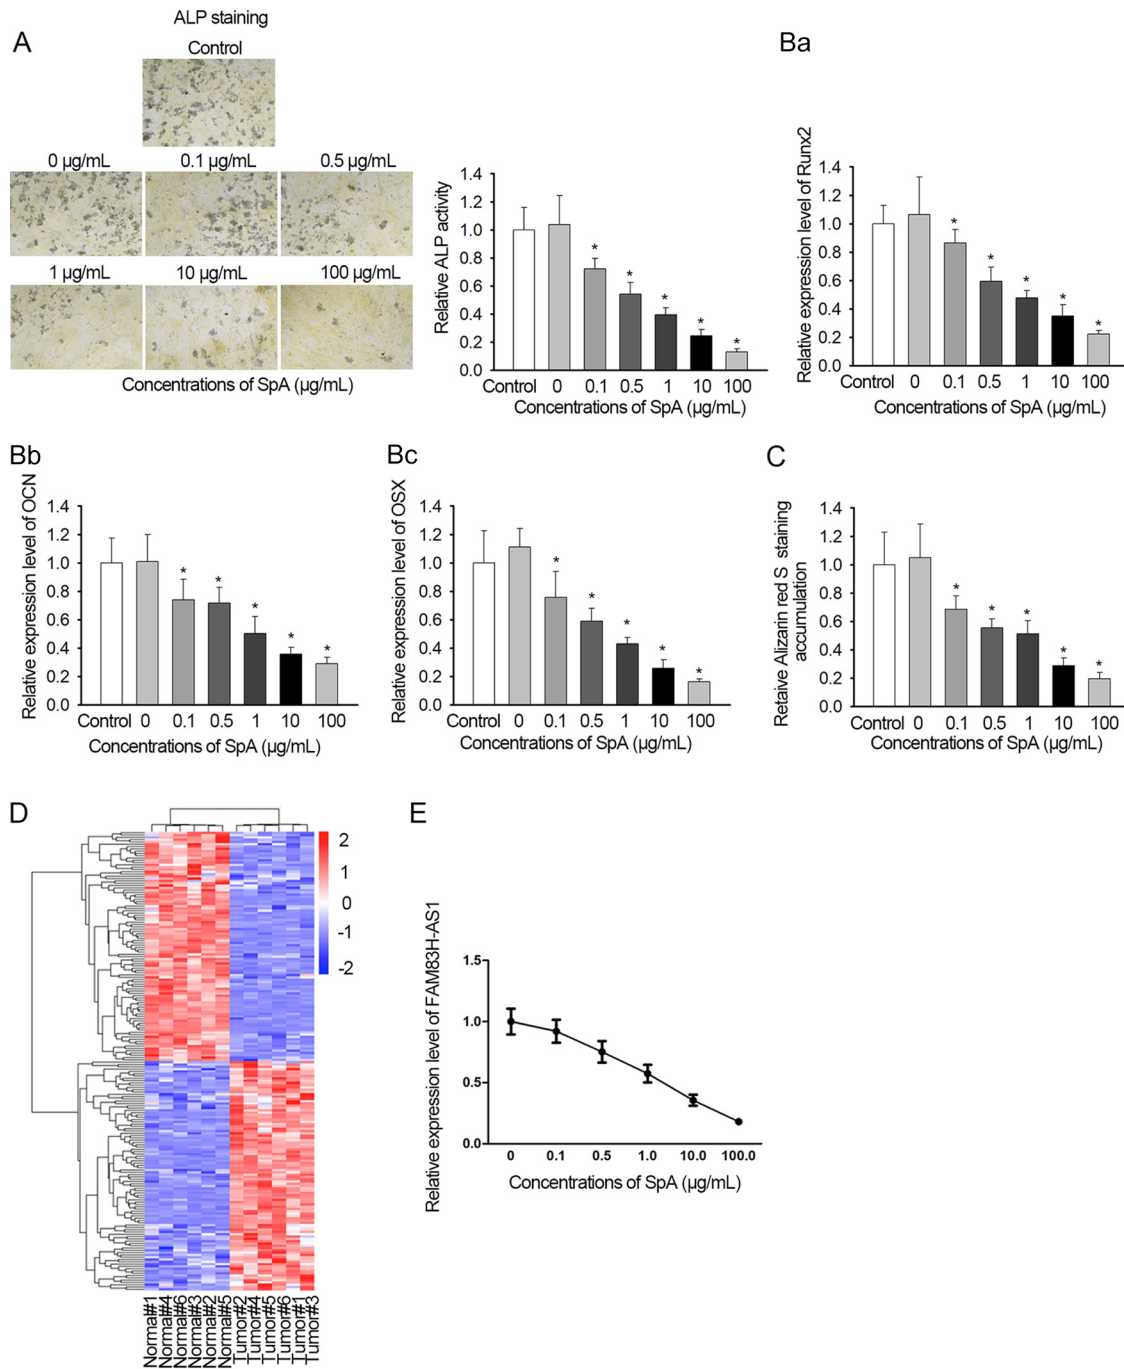 A
ALP staining
Control
0 µg/mL
0.1 µg/mL
0.5 µg/mL
1 µg/mL
10 µg/mL
100 µg/mL
Concentrations of SpA (µg/mL)
Relative ALP activity
1.4
1.2
1.0
0.8
0.6
0.4
0.2
0.0
* * * * *
Control 0 0.1 0.5 1 10 100
Concentrations of SpA (µg/mL)
Ba
Relative expression level of Runx2
1.4
1.2
1.0
0.8
0.6
0.4
0.2
0.0
* * * * *
Control 0 0.1 0.5 1 10 100
Concentrations of SpA (µg/mL)
Bb
Relative expression level of OCN
1.4
1.2
1.0
0.8
0.6
0.4
0.2
0.0
* * * * *
Control 0 0.1 0.5 1 10 100
Concentrations of SpA (µg/mL)
Bc
Relative expression level of OSX
1.4
1.2
1.0
0.8
0.6
0.4
0.2
0.0
* * * * *
Control 0 0.1 0.5 1 10 100
Concentrations of SpA (µg/mL)
C
Retaive Alizarin red S staining
accumulation
1.4
1.2
1.0
0.8
0.6
0.4
0.2
0.0
* * * * *
Control 0 0.1 0.5 1 10 100
Concentrations of SpA (µg/mL)
D
2
1
0
-1
-2
Normal#1
Normal#4
Normal#6
Normal#3
Normal#2
Normal#5
Tumor#2
Tumor#4
Tumor#5
Tumor#6
Tumor#1
Tumor#3
E
Relative expression level of FAM83H-AS1
1.5
1.0
0.5
0.0
0 0.1 0.5 1.0 10.0 100.0
Concentrations of SpA (µg/mL)